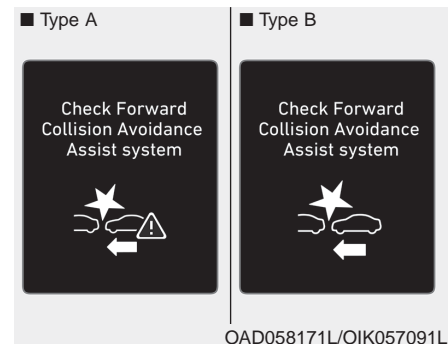 ■ Type A
■ Type B
Check Forward
Collision Avoidance
Assist system
Check Forward
Collision Avoidance
Assist system
OAD058171L/OIK057091L